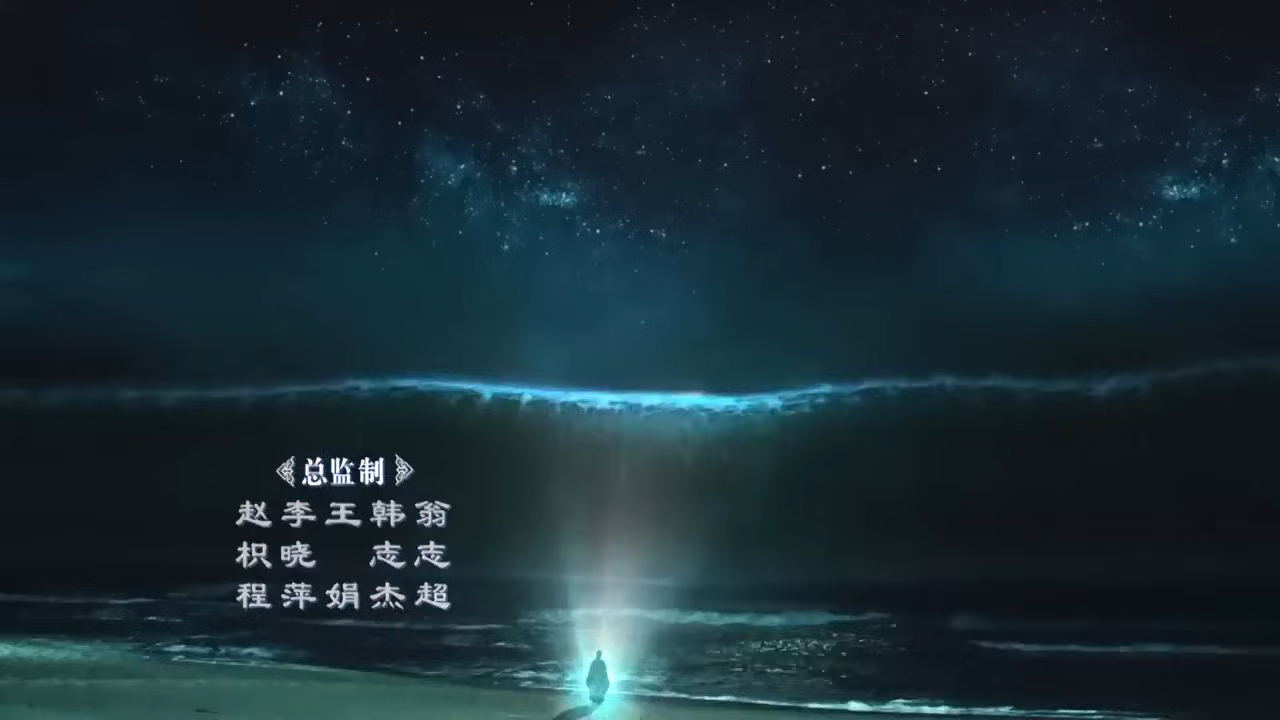 总监制
赵枳程
李晓萍
王娟
韩志杰
翁志超